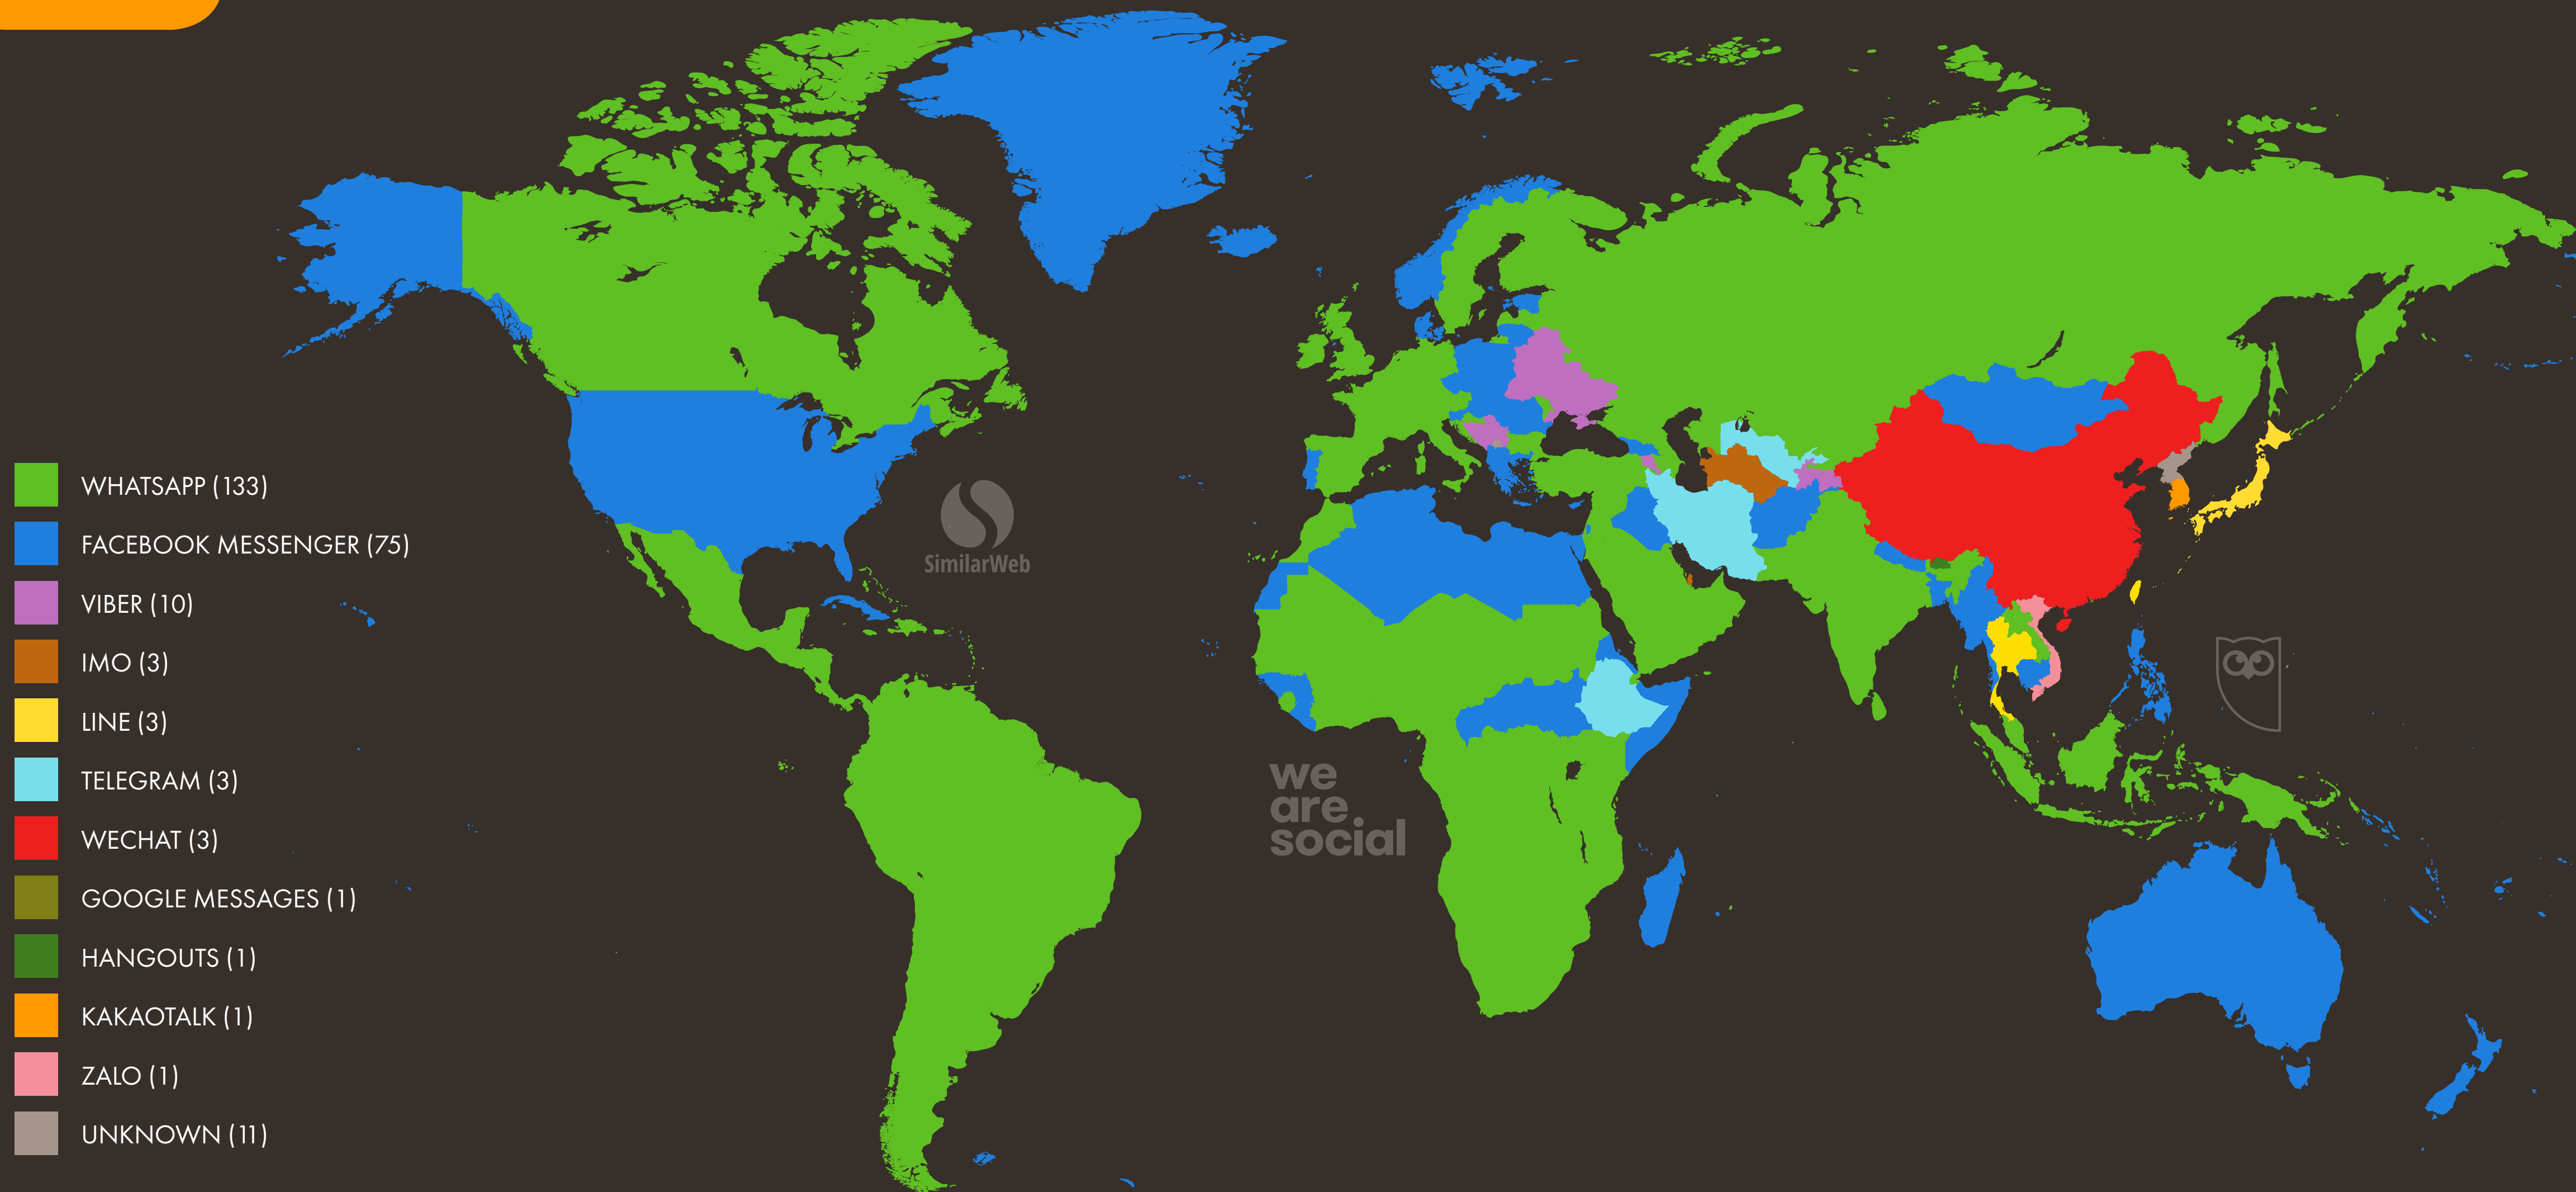 WHATSAPP (133)
FACEBOOK MESSENGER (75)
VIBER (10)
IMO (3)
LINE (3)
TELEGRAM (3)
WECHAT (3)
GOOGLE MESSAGES (1)
HANGOUTS (1)
KAKAOTALK (1)
ZALO (1)
UNKNOWN (11)
SimilarWeb
we
are
social